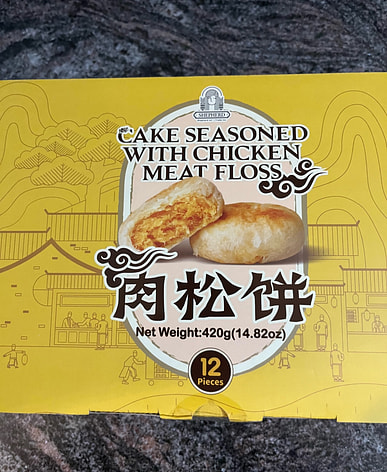 SHEPHERD
CAKE SEASONED
WITH CHICKEN
MEAT FLOSS
肉松饼
Net Weight:420g(14.82oz)
12
Pieces